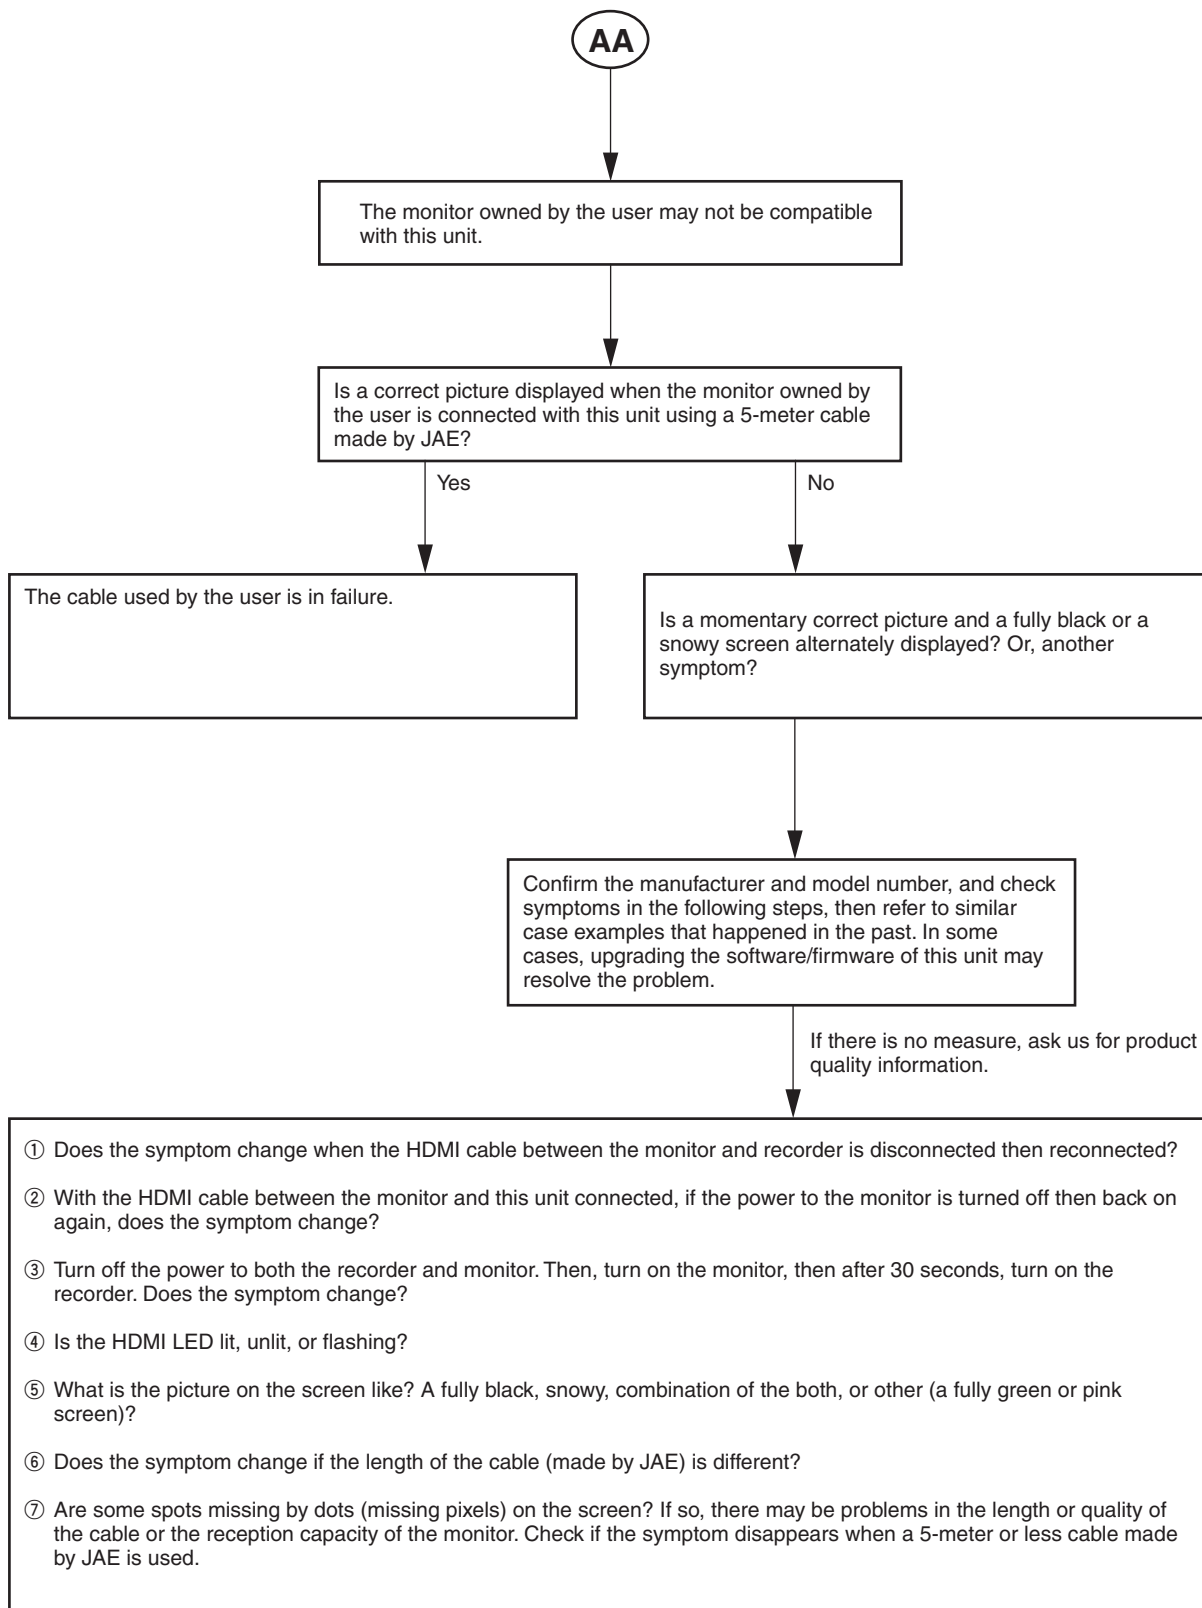 AA
The monitor owned by the user may not be compatible
with this unit.
Is a correct picture displayed when the monitor owned by
the user is connected with this unit using a 5-meter cable
made by JAE?
Yes
No
The cable used by the user is in failure.
Is a momentary correct picture and a fully black or a
snowy screen alternately displayed? Or, another
symptom?
Confirm the manufacturer and model number, and check
symptoms in the following steps, then refer to similar
case examples that happened in the past. In some
cases, upgrading the software/firmware of this unit may
resolve the problem.
If there is no measure, ask us for product
quality information.
① Does the symptom change when the HDMI cable between the monitor and recorder is disconnected then reconnected?
② With the HDMI cable between the monitor and this unit connected, if the power to the monitor is turned off then back on
again, does the symptom change?
③ Turn off the power to both the recorder and monitor. Then, turn on the monitor, then after 30 seconds, turn on the
recorder. Does the symptom change?
④ Is the HDMI LED lit, unlit, or flashing?
⑤ What is the picture on the screen like? A fully black, snowy, combination of the both, or other (a fully green or pink
screen)?
⑥ Does the symptom change if the length of the cable (made by JAE) is different?
⑦ Are some spots missing by dots (missing pixels) on the screen? If so, there may be problems in the length or quality of
the cable or the reception capacity of the monitor. Check if the symptom disappears when a 5-meter or less cable made
by JAE is used.